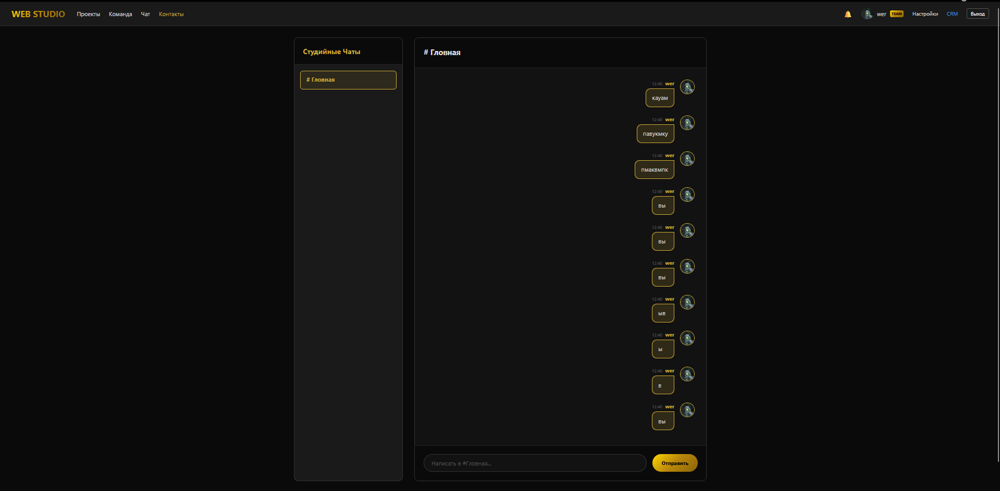 WEB STUDIO Проекты Команда Чат Контакты 🔔 wer TEAM Настройки CRM Выход
Студийные Чаты
# Гловная
# Гловная
12:40 wer
кауам
12:40 wer
павукмку
12:40 wer
пмаквмпк
12:40 wer
вы
12:40 wer
вы
12:40 wer
вы
12:40 wer
ыв
12:40 wer
ы
12:40 wer
в
12:40 wer
вы
Написать в #Гловная... Отправить